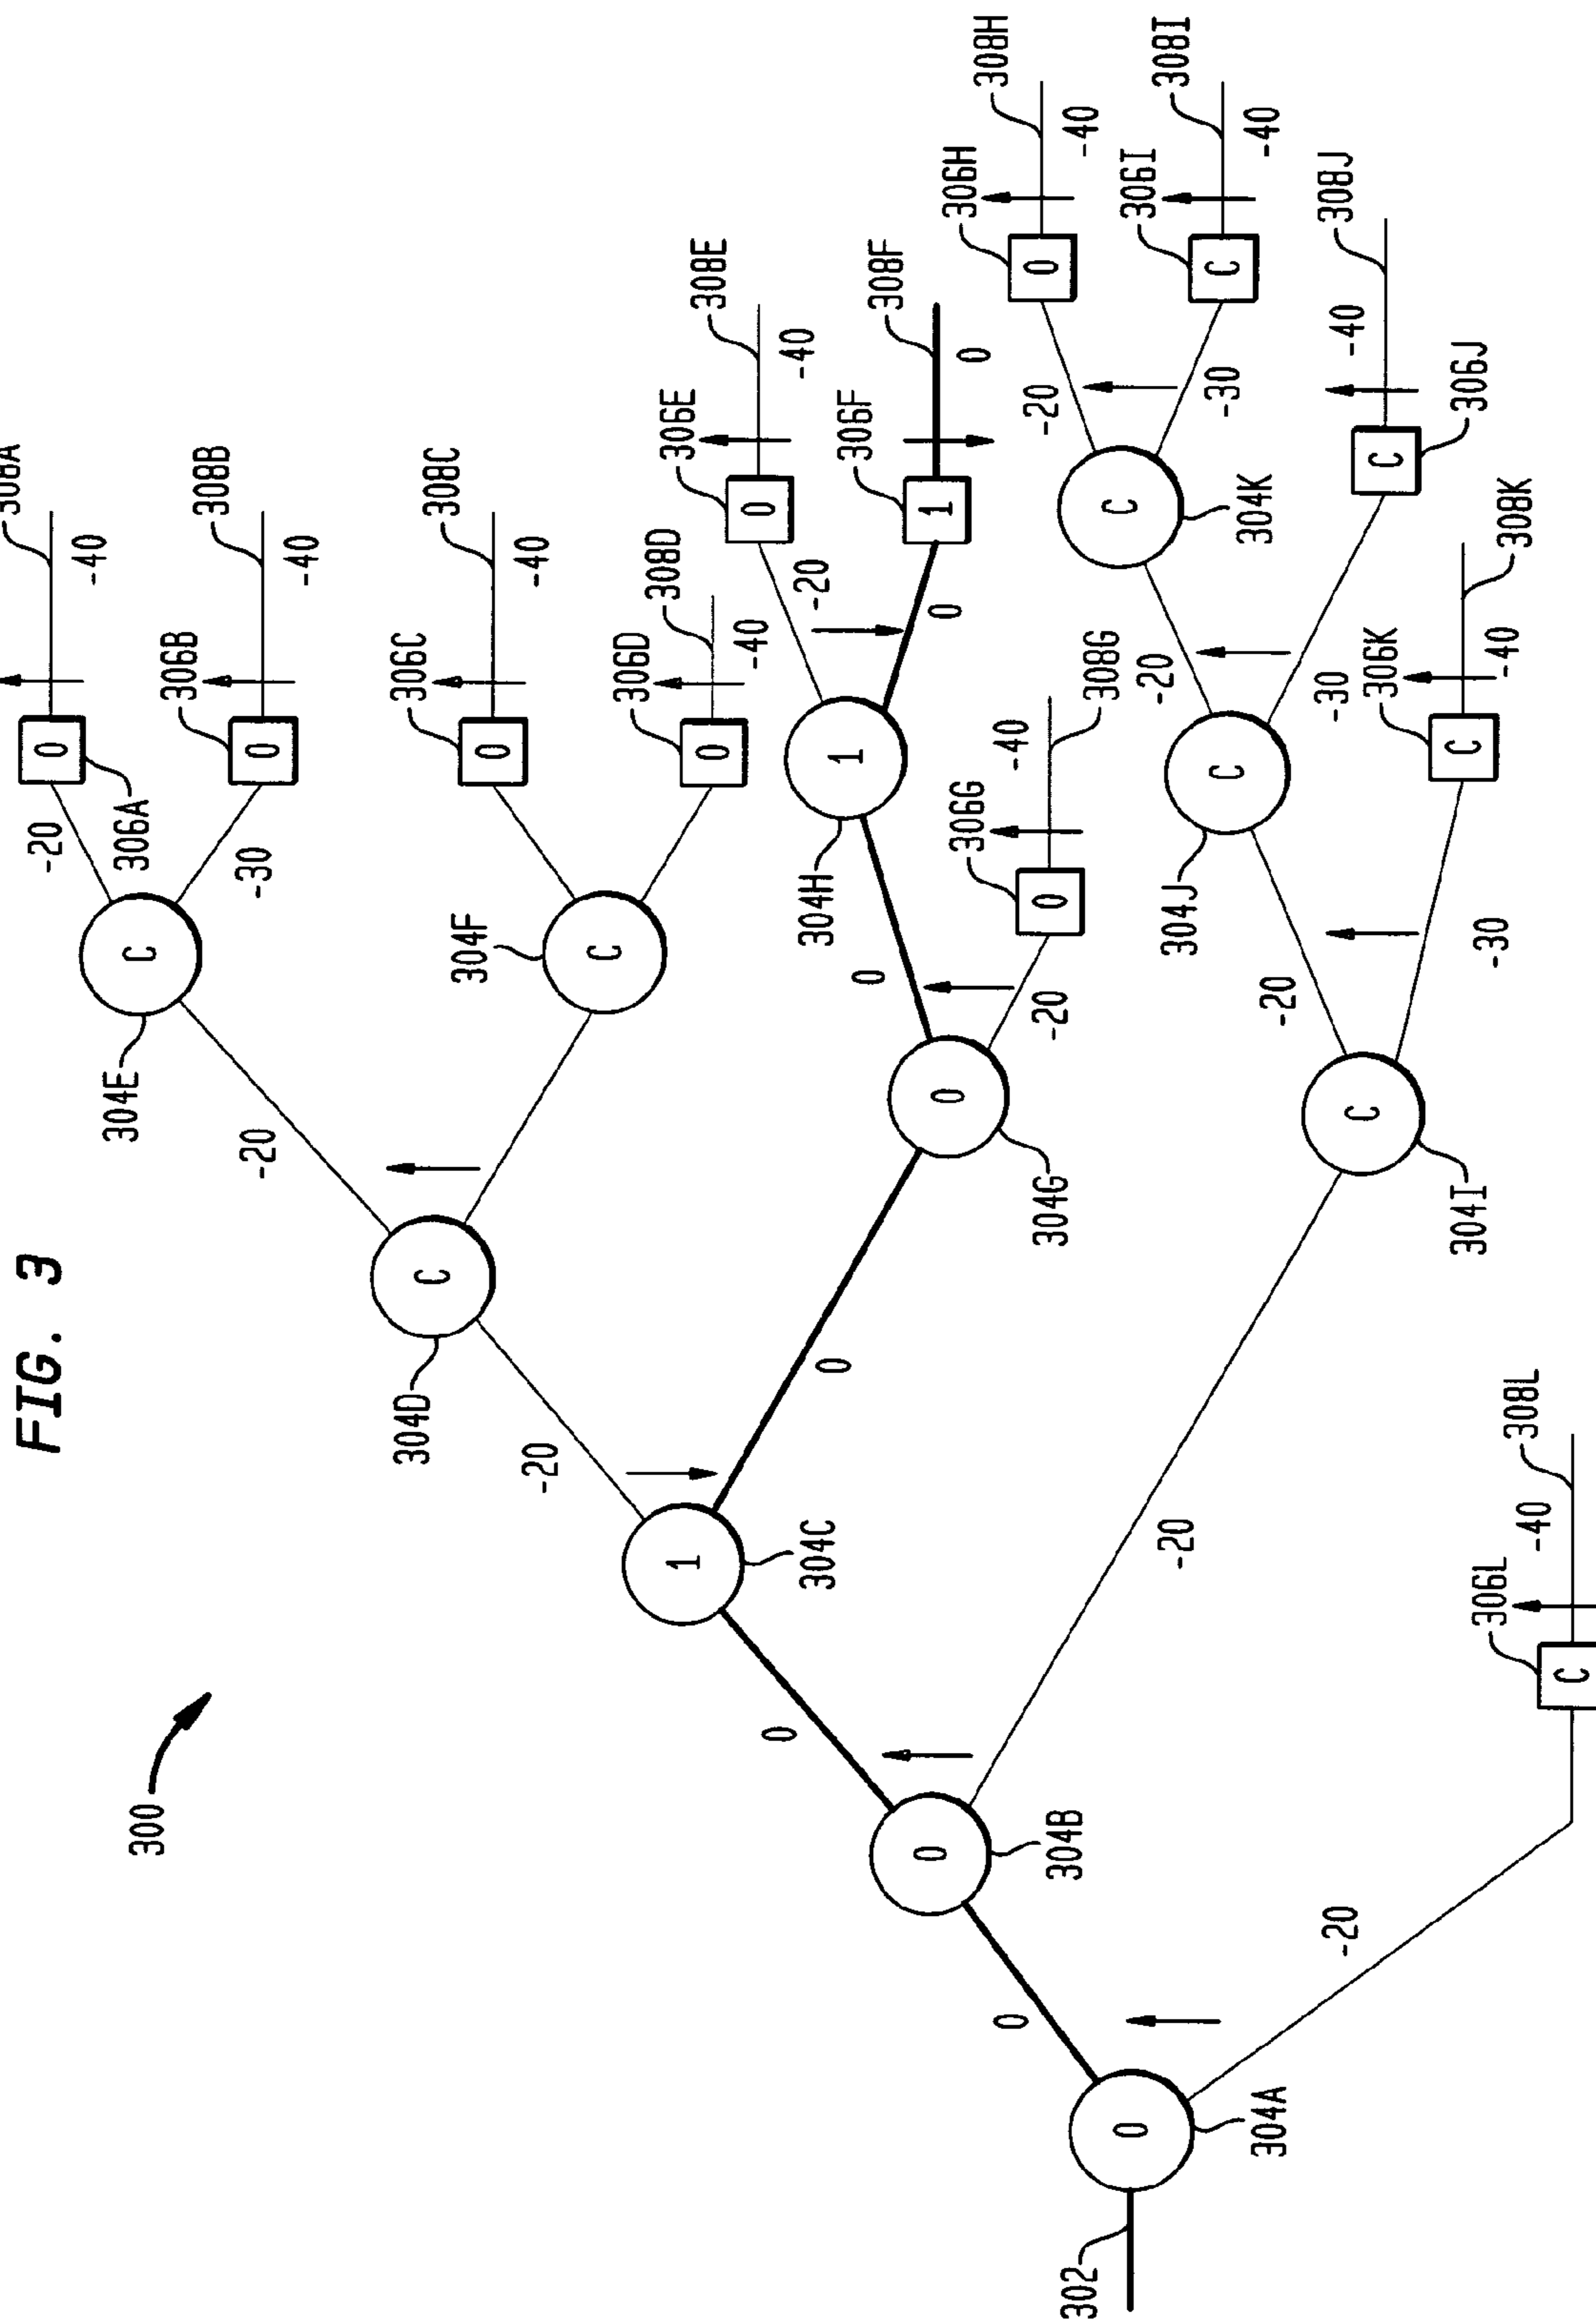 FIG. 3
300
308A
-40
306A
0
-20
308B
-40
306B
0
-30
C
304E
-20
308C
-40
306C
0
308D
-40
306D
0
C
304F
C
304D
-20
308E
-40
306E
0
-20
308F
0
306F
1
0
1
304H
0
308G
-40
306G
0
-20
0
304G
0
1
304C
0
308H
-40
306H
0
-20
308I
-40
306I
C
-30
C
304K
-20
308J
-40
306J
C
-30
C
304J
-20
308K
-40
306K
C
-30
C
304I
-20
0
304B
0
308L
-40
306L
C
-20
0
304A
302